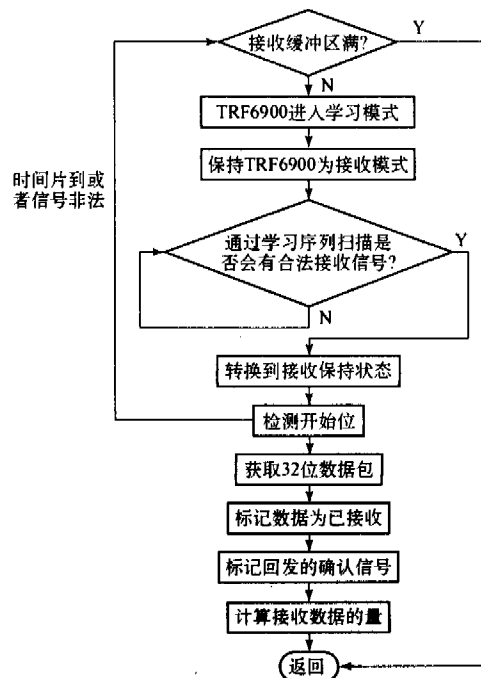 接收缓冲区满?
Y
N
TRF6900进入学习模式
保持TRF6900为接收模式
时间片到或
者信号非法
通过学习序列扫描是
否会有合法接收信号?
Y
N
转换到接收保持状态
检测开始位
获取32位数据包
标记数据为已接收
标记回发的确认信号
计算接收数据的量
返回